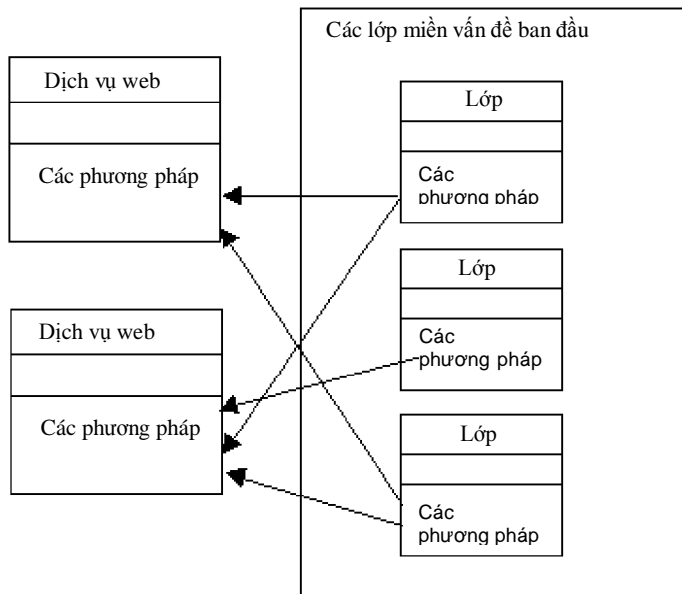 Các lớp miền vấn đề ban đầu
Dịch vụ web
Các phương pháp
Dịch vụ web
Các phương pháp
Lớp
Các
phương pháp
Lớp
Các
phương pháp
Lớp
Các
phương pháp